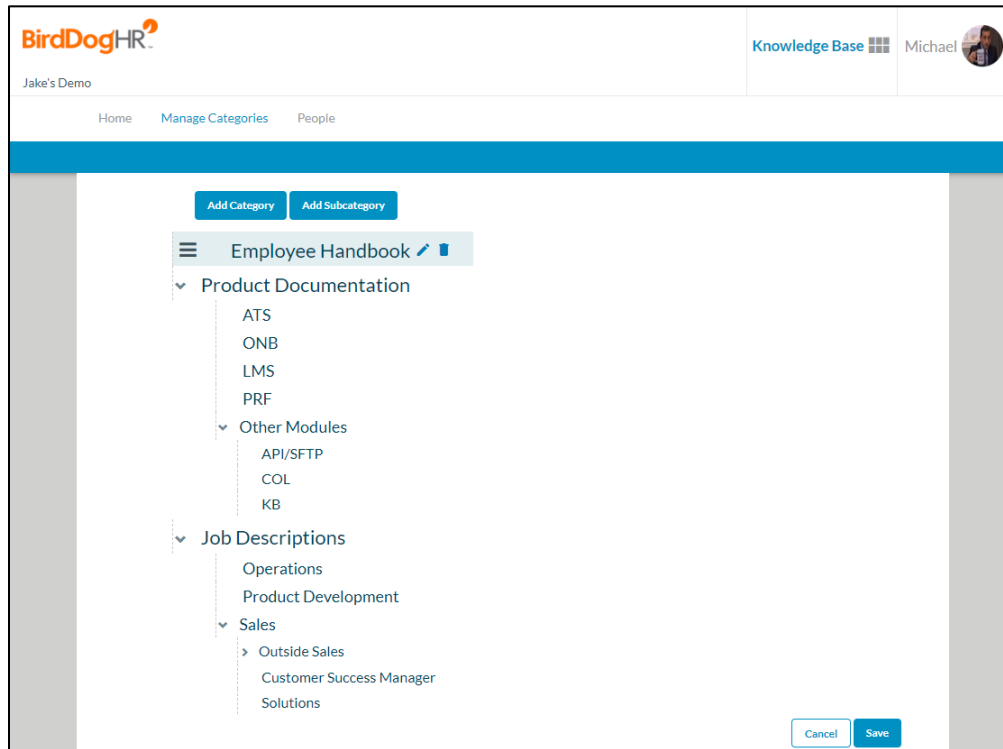 BirdDogHR™
Knowledge Base
Michael
Jake's Demo
Home Manage Categories People
Add Category Add Subcategory
Employee Handbook
Product Documentation
ATS
ONB
LMS
PRF
Other Modules
API/SFTP
COL
KB
Job Descriptions
Operations
Product Development
Sales
Outside Sales
Customer Success Manager
Solutions
Cancel Save